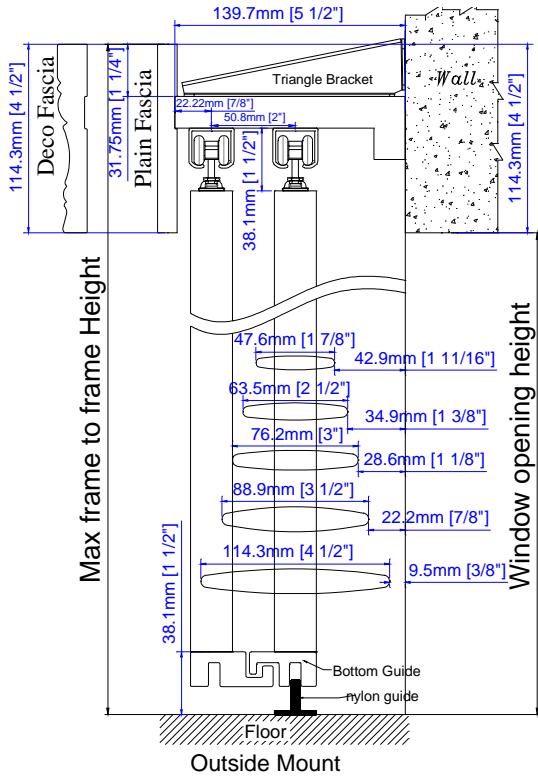 139.7mm [5 1/2"]
Triangle Bracket
Wall
22.22mm [7/8"]
50.8mm [2"]
114.3mm [4 1/2"]
Deco Fascia
31.75mm [1 1/4"]
Plain Fascia
38.1mm [1 1/2"]
114.3mm [4 1/2"]
Max frame to frame Height
Window opening height
47.6mm [1 7/8"]
42.9mm [1 11/16"]
63.5mm [2 1/2"]
34.9mm [1 3/8"]
76.2mm [3"]
28.6mm [1 1/8"]
88.9mm [3 1/2"]
22.2mm [7/8"]
114.3mm [4 1/2"]
9.5mm [3/8"]
38.1mm [1 1/2"]
Bottom Guide
nylon guide
Floor
Outside Mount